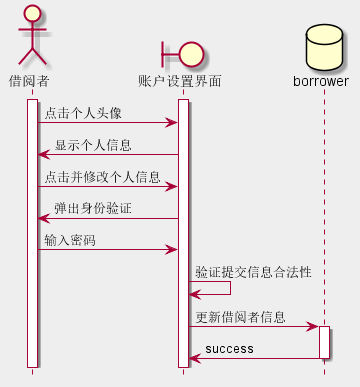 借阅者
账户设置界面
borrower
点击个人头像
显示个人信息
点击并修改个人信息
弹出身份验证
输入密码
验证提交信息合法性
更新借阅者信息
success